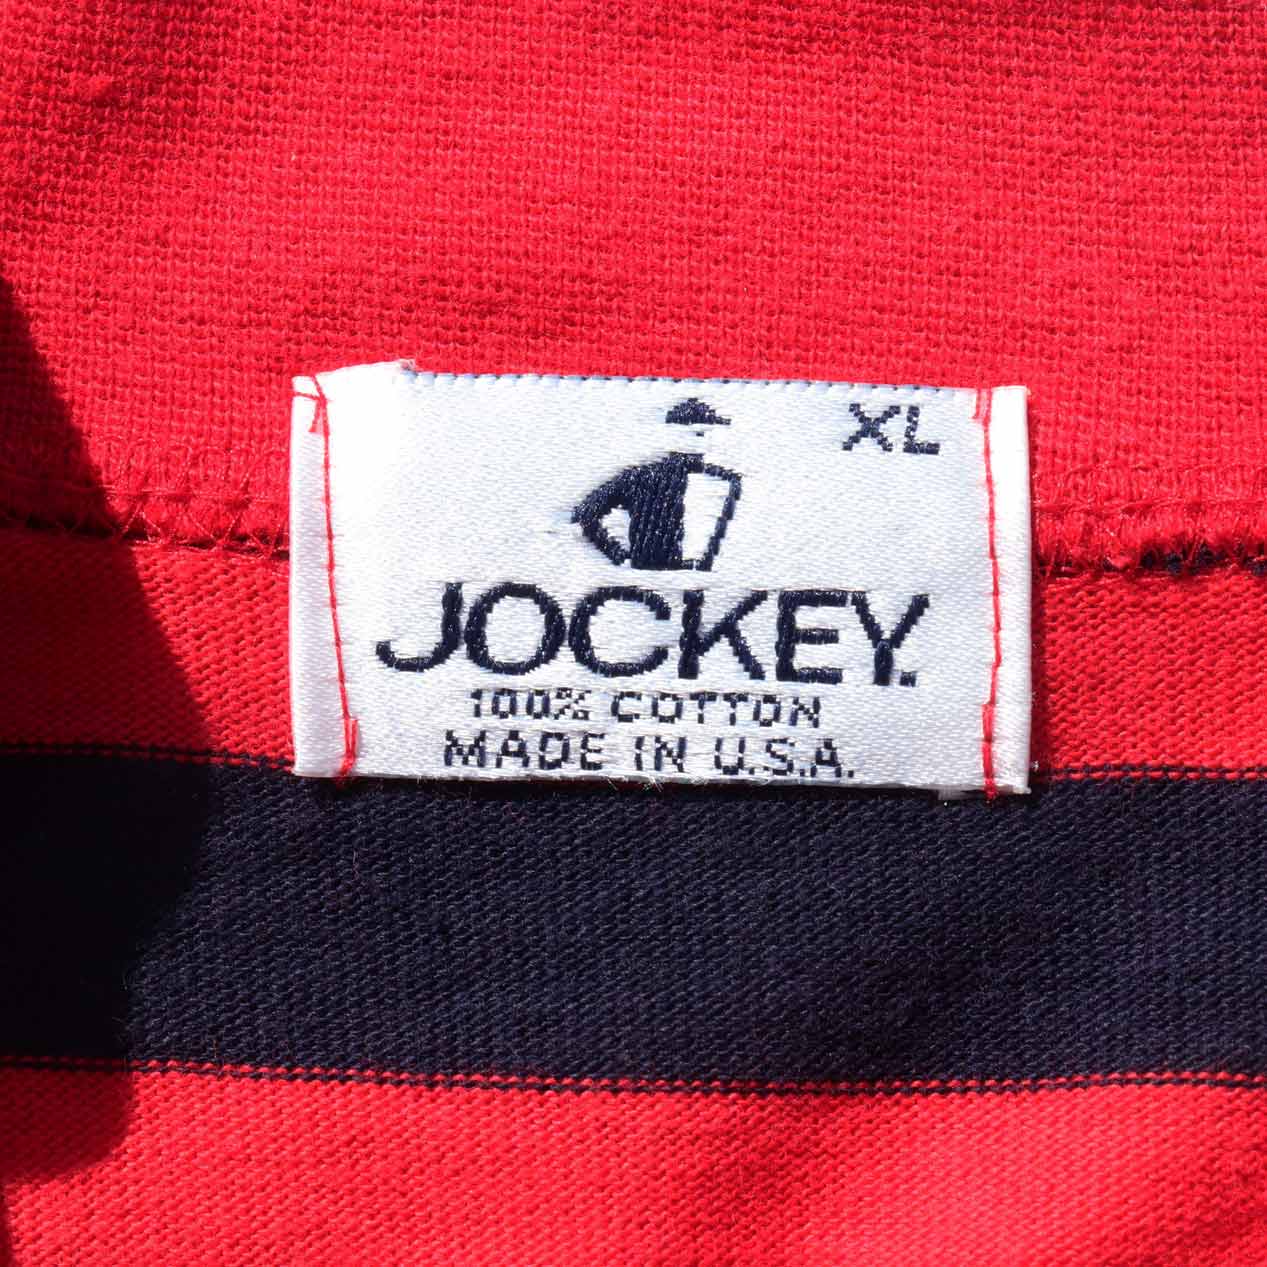 XL
JOCKEY.
100% COTTON
MADE IN U.S.A.